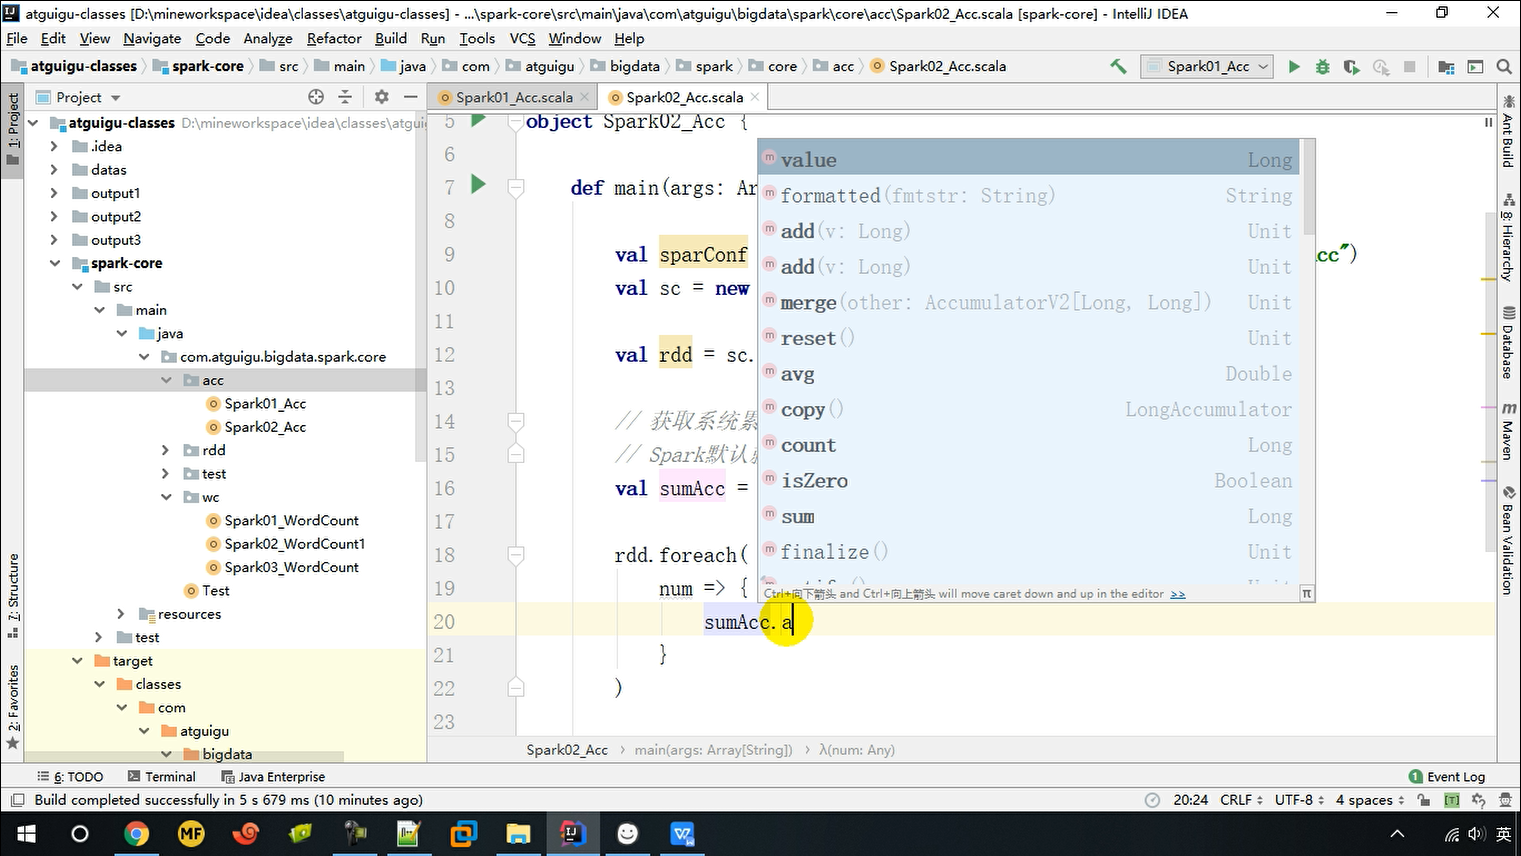 atguigu-classes [D:\mineworkspace\idea\classes\atguigu-classes] - ...\spark-core\src\main\java\com\atguigu\bigdata\spark\core\acc\Spark02_Acc.scala [spark-core] - IntelliJ IDEA
File Edit View Navigate Code Analyze Refactor Build Run Tools VCS Window Help
atguigu-classes spark-core src main java com atguigu bigdata spark core acc Spark02_Acc.scala Spark01_Acc
Project
Spark01_Acc.scala Spark02_Acc.scala
1: Project
7: Structure
2: Favorites
atguigu-classes D:\mineworkspace\idea\classes\atguigu
.idea
datas
output1
output2
output3
spark-core
src
main
java
com.atguigu.bigdata.spark.core
acc
Spark01_Acc
Spark02_Acc
rdd
test
wc
Spark01_WordCount
Spark02_WordCount1
Spark03_WordCount
Test
resources
test
target
classes
com
atguigu
bigdata
5 object Spark02_Acc {
6
7 def main(args: Ar
8
9 val sparConf cc")
10 val sc = new
11
12 val rdd = sc.
13
14 // 获取系统累
15 // Spark默认
16 val sumAcc =
17
18 rdd.foreach(
19 num => {
20 sumAcc.a
21 }
22 )
23
value Long
formatted(fmtstr: String) String
add(v: Long) Unit
add(v: Long) Unit
merge(other: AccumulatorV2[Long, Long]) Unit
reset() Unit
avg Double
copy() LongAccumulator
count Long
isZero Boolean
sum Long
finalize() Unit
Ctrl+向下箭头 and Ctrl+向上箭头 will move caret down and up in the editor >>
π
Spark02_Acc main(args: Array[String]) λ(num: Any)
Ant Build
8: Hierarchy
Database
m Maven
Bean Validation
6: TODO Terminal Java Enterprise 1 Event Log
Build completed successfully in 5 s 679 ms (10 minutes ago) 20:24 CRLF UTF-8 4 spaces [T]
MF
英